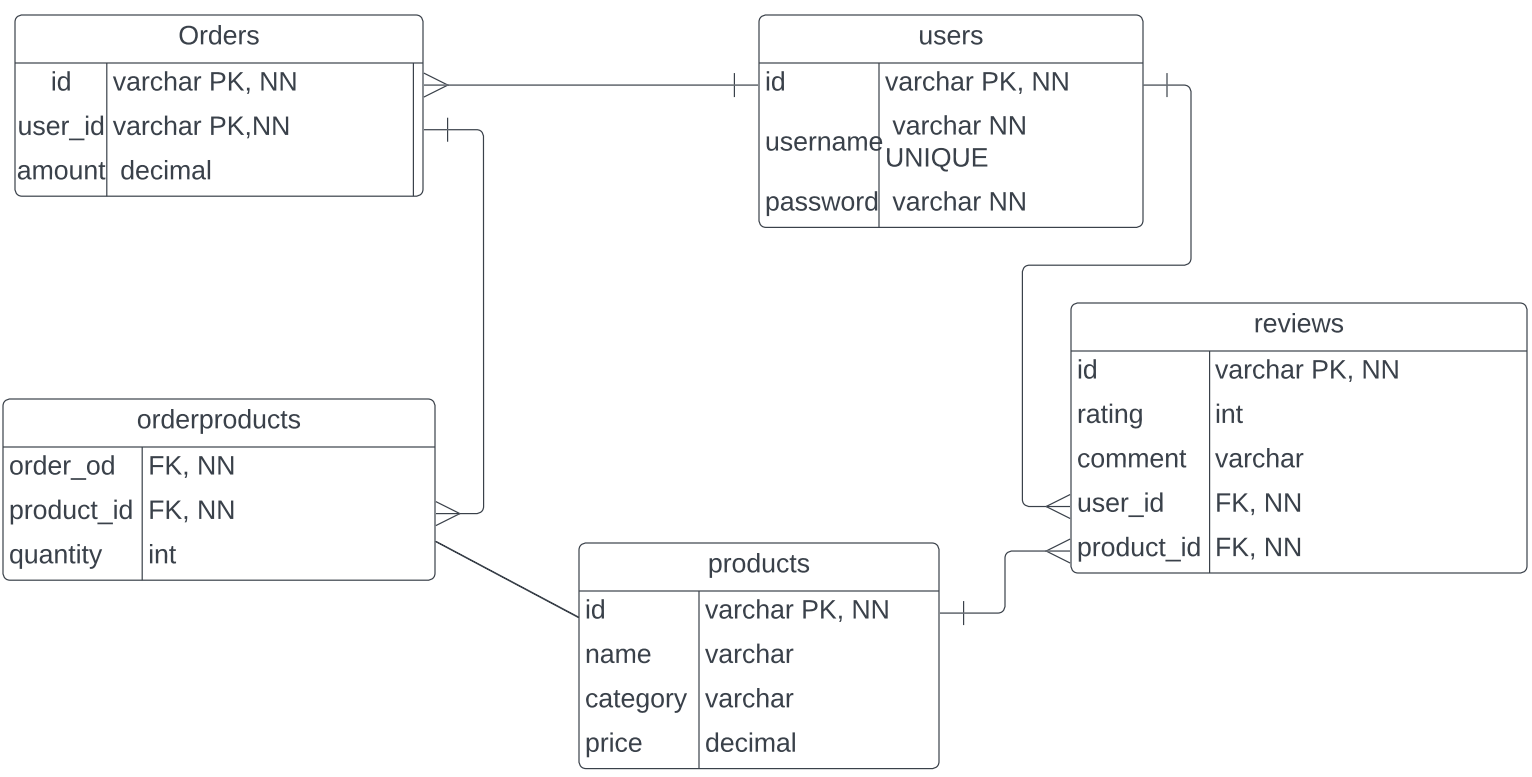 Orders
id varchar PK, NN
user_id varchar PK,NN
amount decimal
users
id varchar PK, NN
username varchar NN
UNIQUE
password varchar NN
reviews
id varchar PK, NN
rating int
comment varchar
user_id FK, NN
product_id FK, NN
orderproducts
order_od FK, NN
product_id FK, NN
quantity int
products
id varchar PK, NN
name varchar
category varchar
price decimal